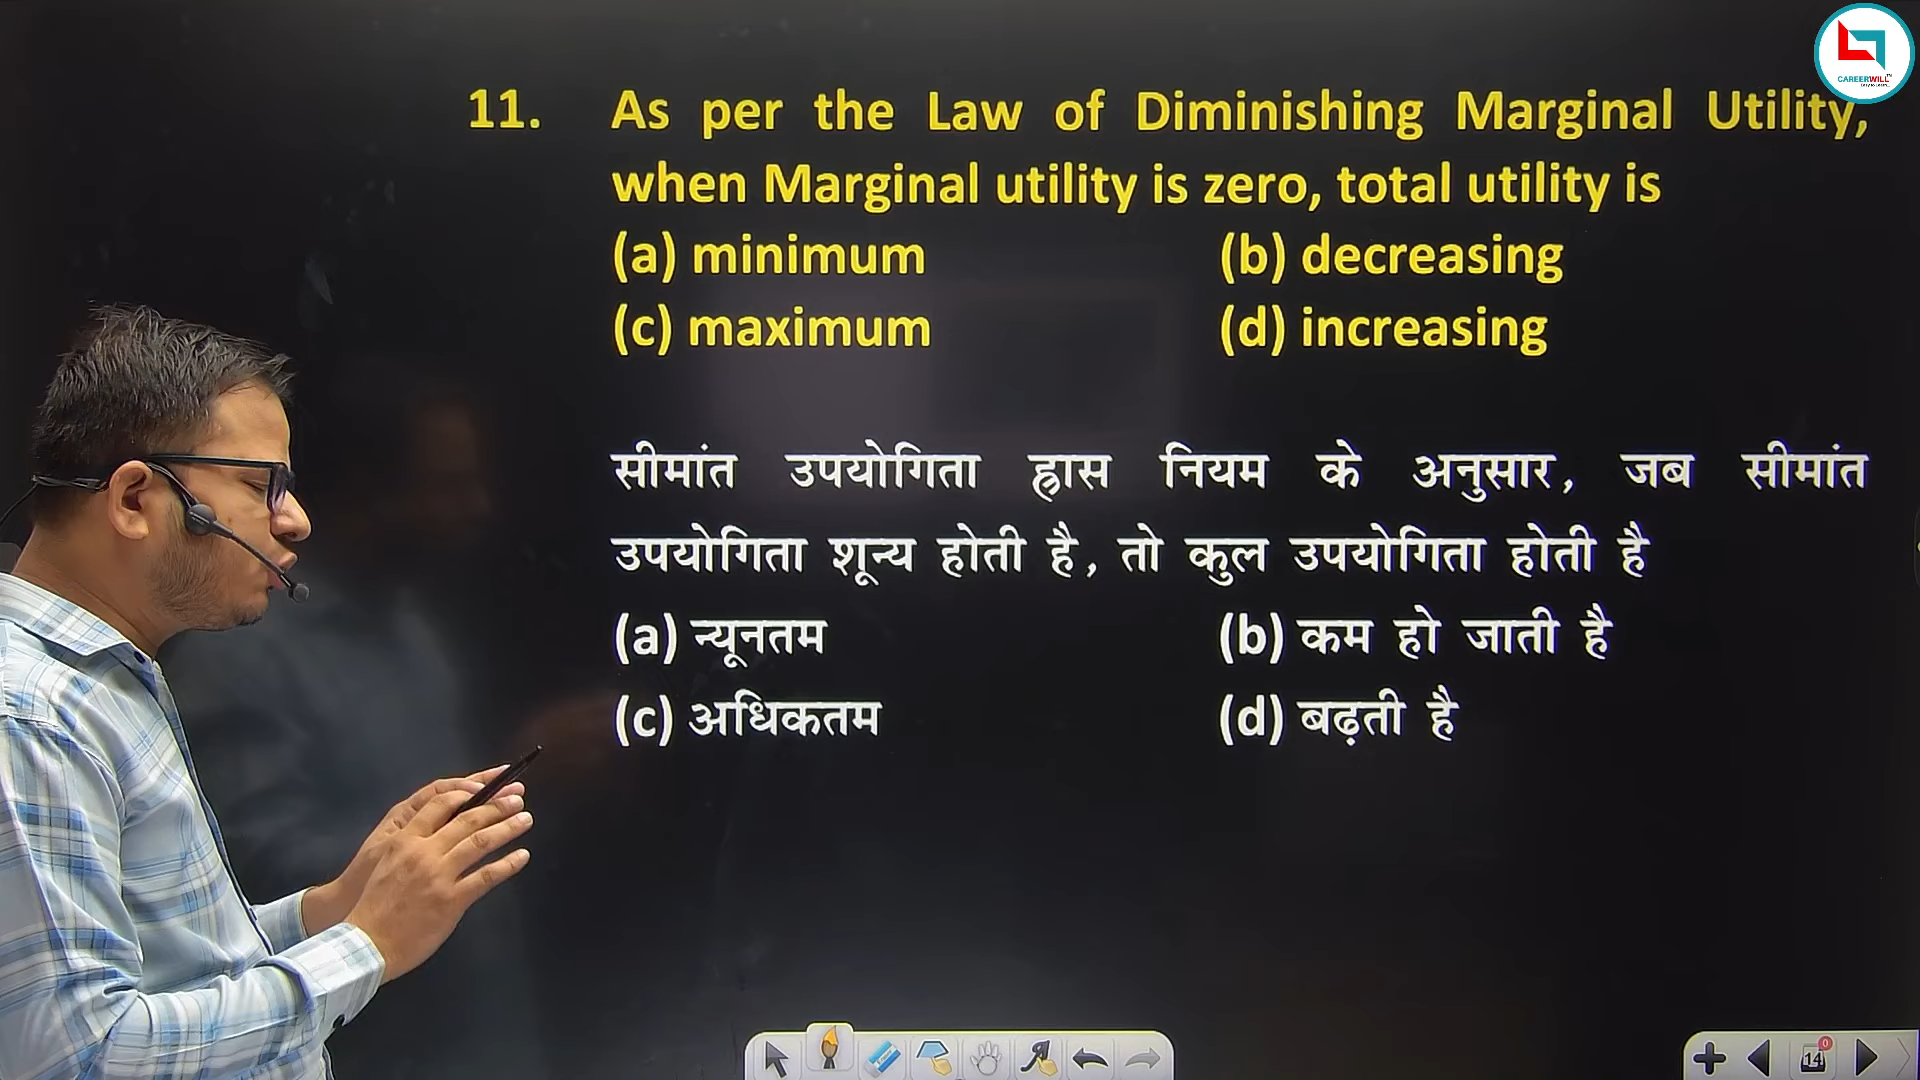 CAREERWILL
11. As per the Law of Diminishing Marginal Utility,
when Marginal utility is zero, total utility is
(a) minimum (b) decreasing
(c) maximum (d) increasing
सीमांत उपयोगिता ह्रास नियम के अनुसार, जब सीमांत
उपयोगिता शून्य होती है, तो कुल उपयोगिता होती है
(a) न्यूनतम (b) कम हो जाती है
(c) अधिकतम (d) बढ़ती है
0
14